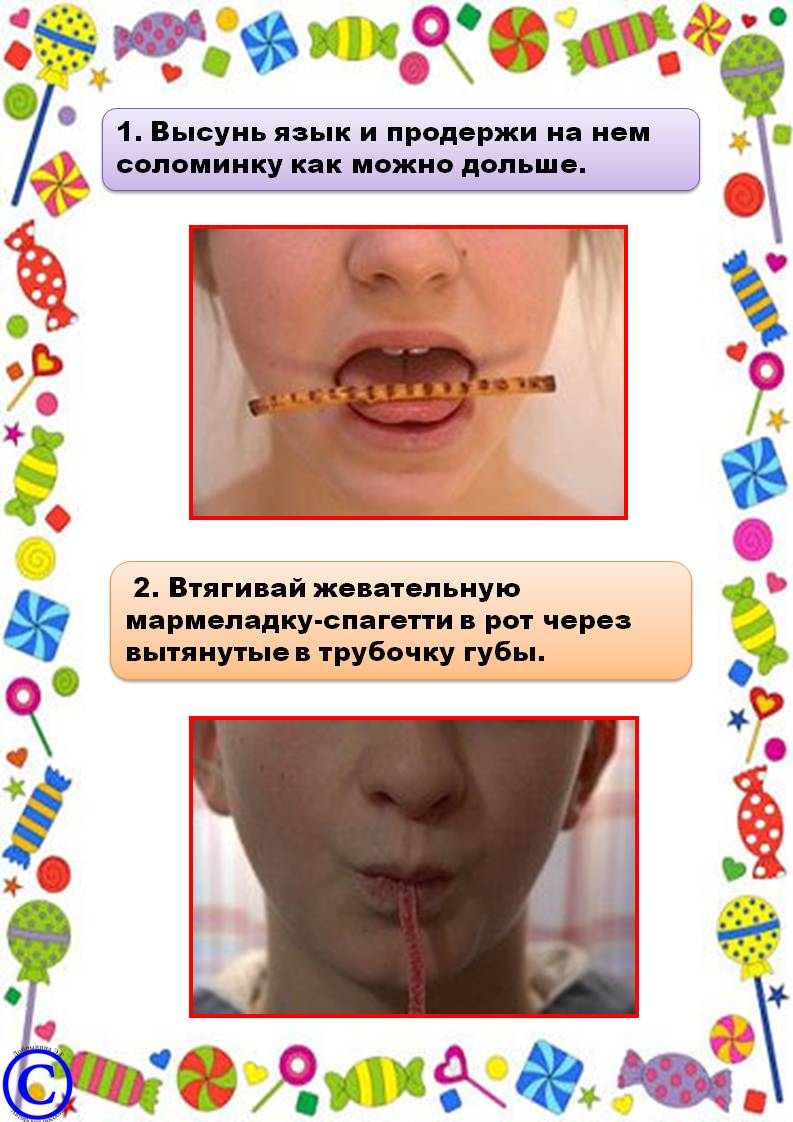 1. Высунь язык и продержи на нем
соломинку как можно дольше.
2. Втягивай жевательную
мармеладку-спагетти в рот через
вытянутые в трубочку губы.
C